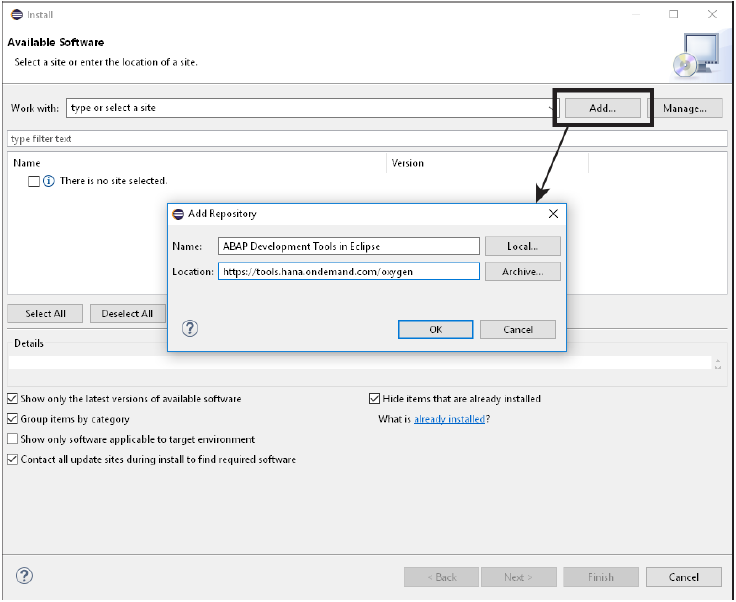 Install
Available Software
Select a site or enter the location of a site.
Work with: type or select a site Add... Manage...
type filter text
Name Version
There is no site selected.
Add Repository
Name: ABAP Development Tools in Eclipse Local...
Location: https://tools.hana.ondemand.com/oxygen Archive...
OK Cancel
Select All Deselect All
Details
Show only the latest versions of available software Hide items that are already installed
Group items by category What is already installed?
Show only software applicable to target environment
Contact all update sites during install to find required software
< Back Next > Finish Cancel